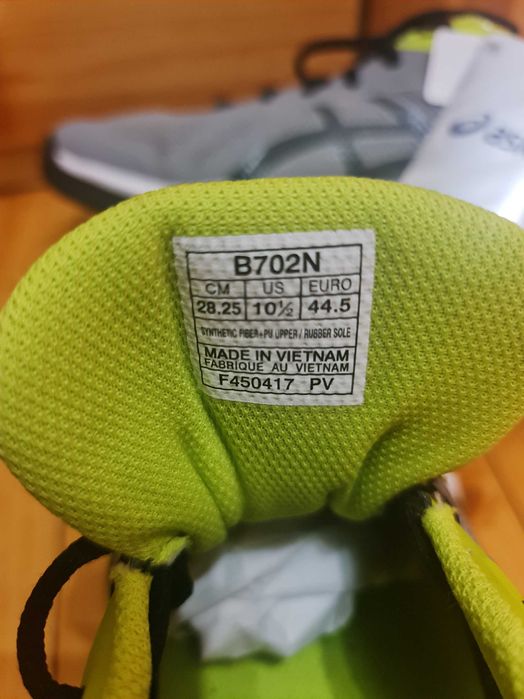 B702N
CM US EURO
28.25 10½ 44.5
SYNTHETIC FIBER+PU UPPER / RUBBER SOLE
MADE IN VIETNAM
FABRIQUE AU VIETNAM
F450417 PV